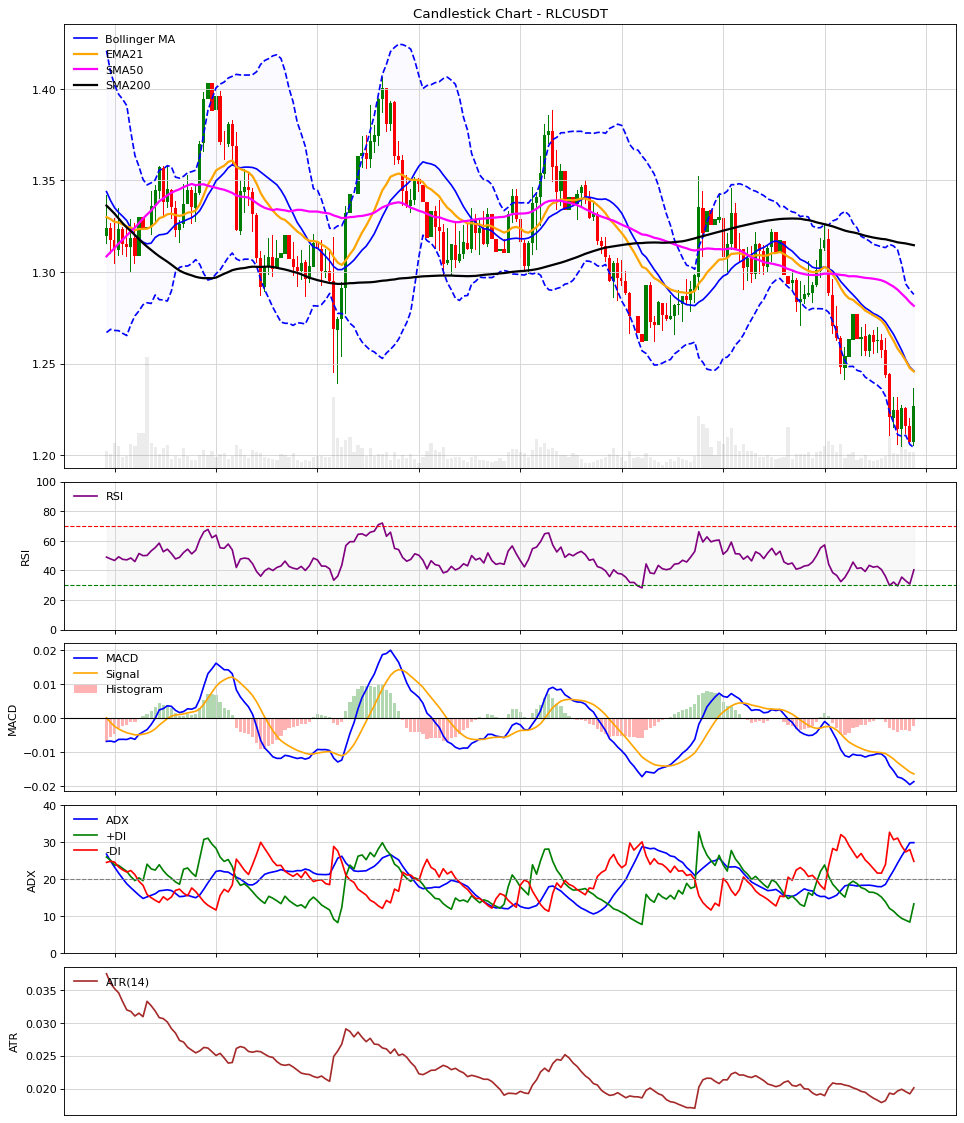 Candlestick Chart - RLCUSDT
Bollinger MA
EMA21
SMA50
SMA200
1.40
1.35
1.30
1.25
1.20
RSI
100
80
60
40
20
0
RSI
MACD
Signal
Histogram
0.02
0.01
0.00
−0.01
−0.02
MACD
ADX
+DI
-DI
40
30
20
10
0
ADX
ATR(14)
0.035
0.030
0.025
0.020
ATR